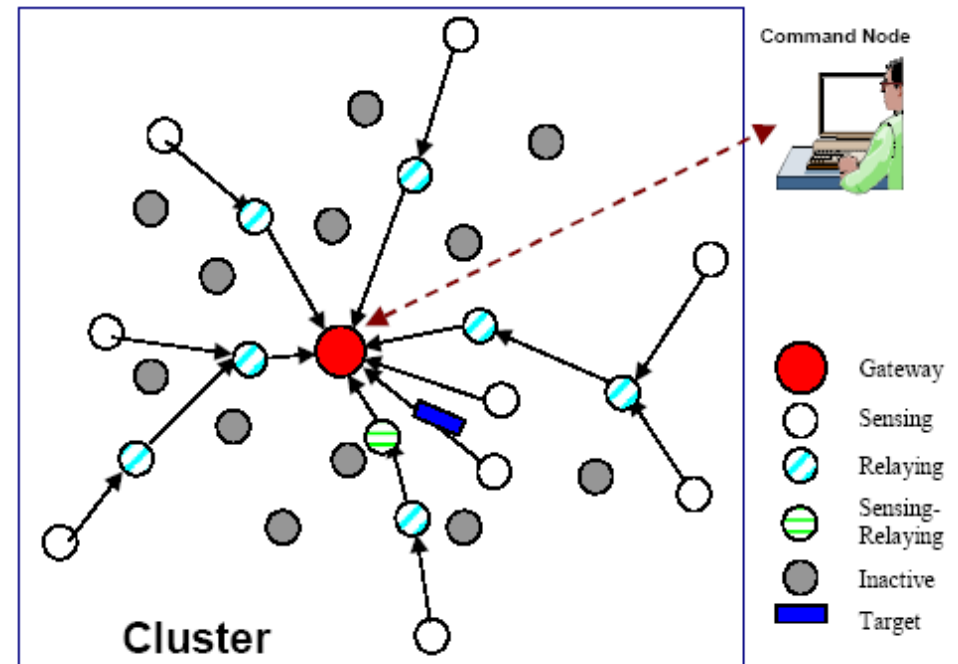 Command Node
Gateway
Sensing
Relaying
Sensing-
Relaying
Inactive
Target
Cluster